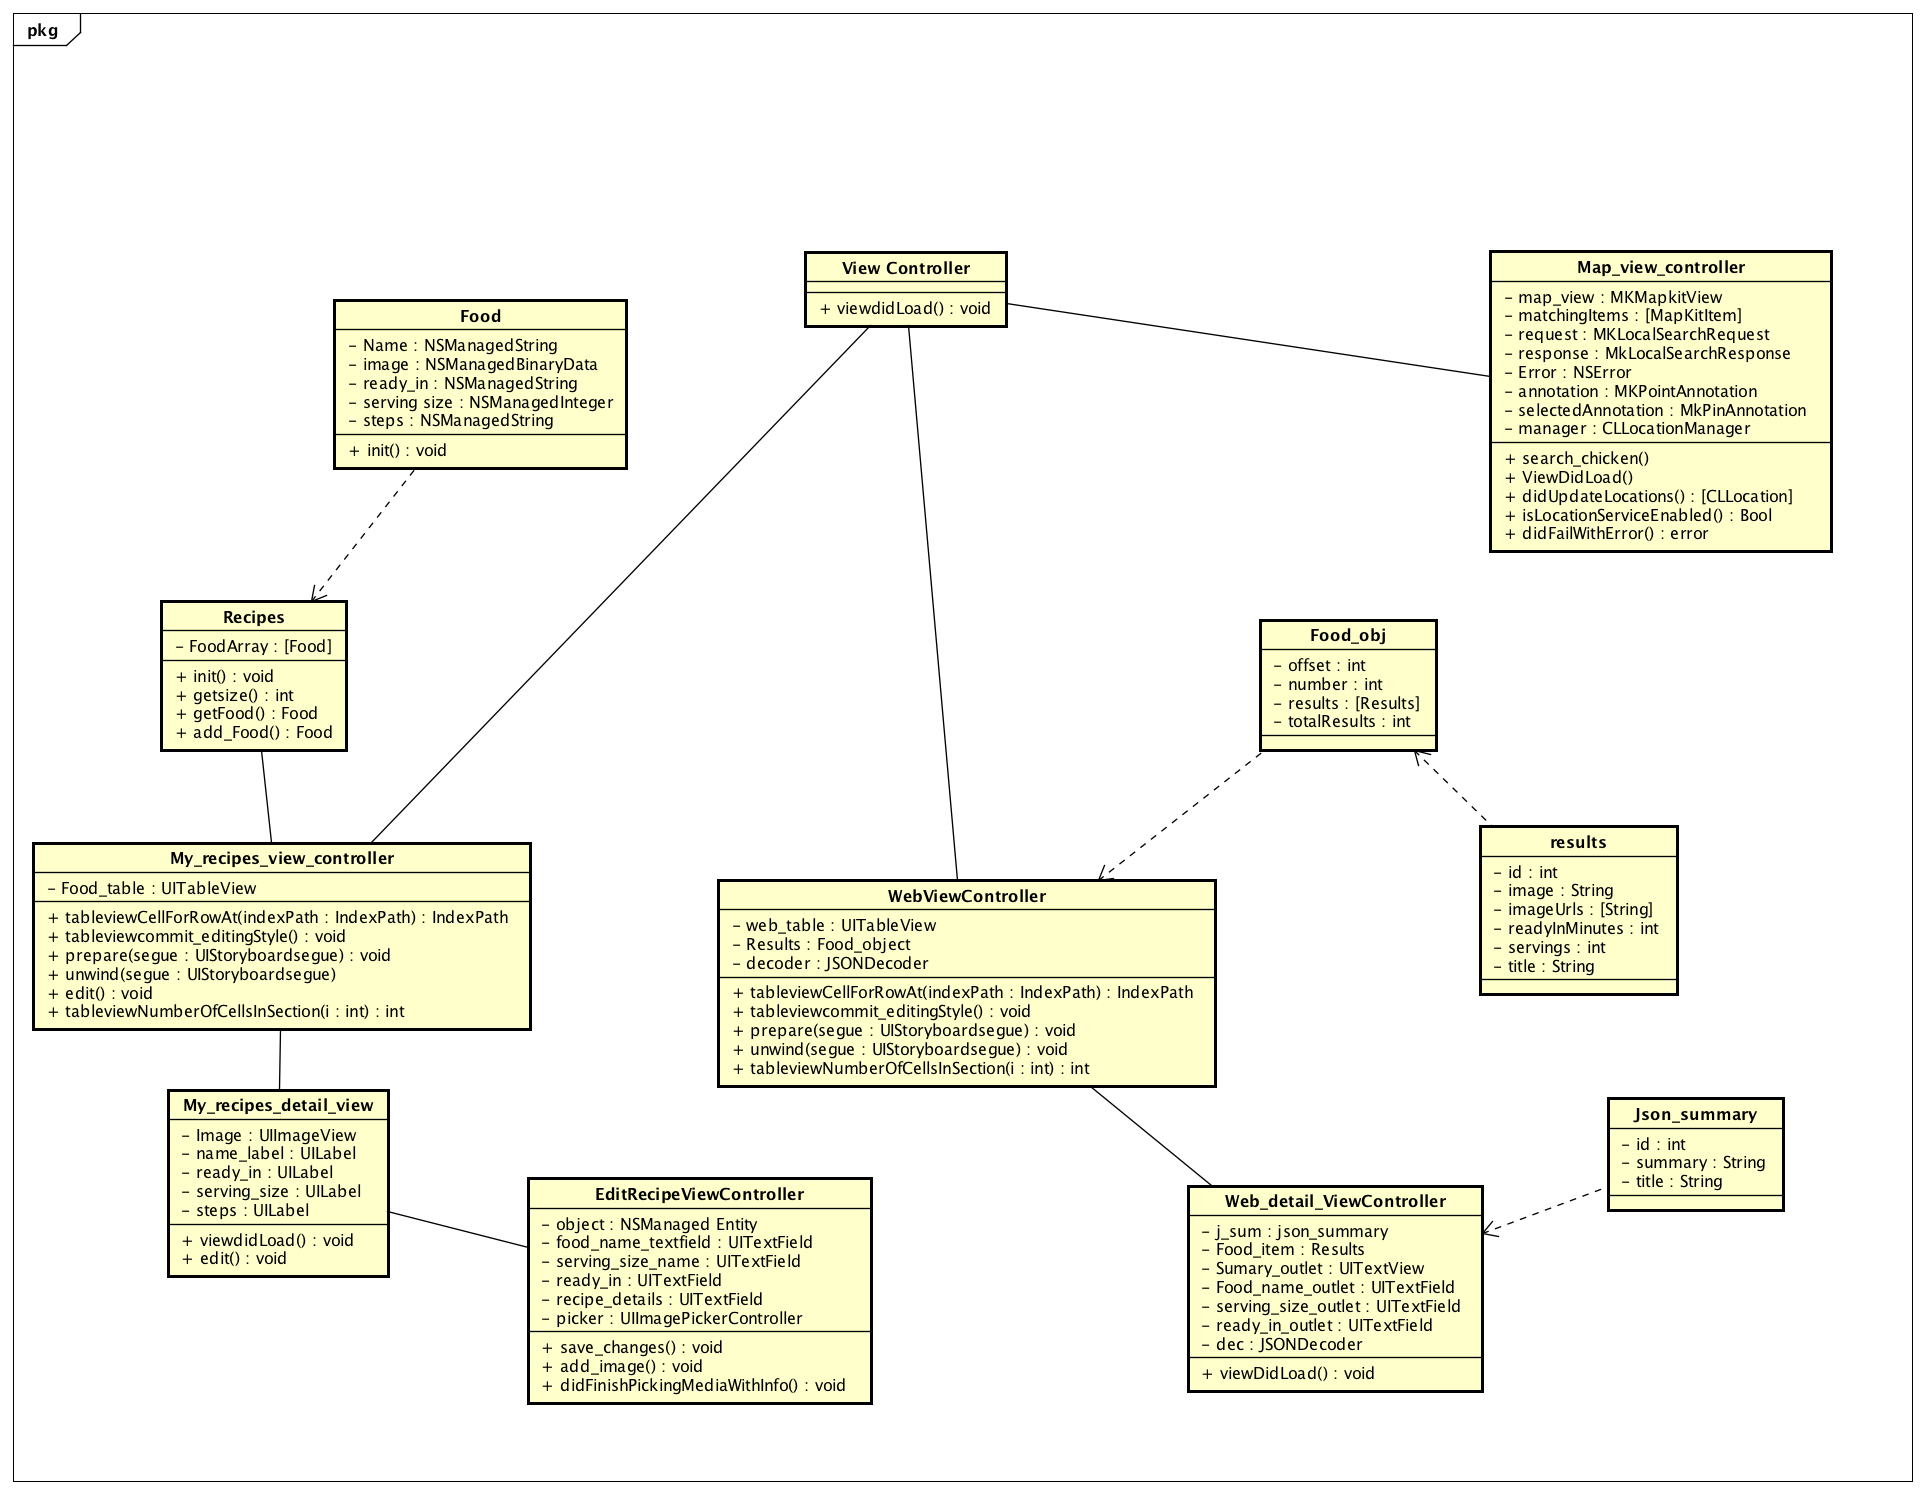 pkg
View Controller
+ viewdidLoad() : void
Map_view_controller
– map_view : MKMapkitView
– matchingItems : [MapKitItem]
– request : MKLocalSearchRequest
– response : MkLocalSearchResponse
– Error : NSError
– annotation : MKPointAnnotation
– selectedAnnotation : MkPinAnnotation
– manager : CLLocationManager
+ search_chicken()
+ ViewDidLoad()
+ didUpdateLocations() : [CLLocation]
+ isLocationServiceEnabled() : Bool
+ didFailWithError() : error
Food
– Name : NSManagedString
– image : NSManagedBinaryData
– ready_in : NSManagedString
– serving size : NSManagedInteger
– steps : NSManagedString
+ init() : void
Recipes
– FoodArray : [Food]
+ init() : void
+ getsize() : int
+ getFood() : Food
+ add_Food() : Food
Food_obj
– offset : int
– number : int
– results : [Results]
– totalResults : int
results
– id : int
– image : String
– imageUrls : [String]
– readyInMinutes : int
– servings : int
– title : String
My_recipes_view_controller
– Food_table : UITableView
+ tableviewCellForRowAt(indexPath : IndexPath) : IndexPath
+ tableviewcommit_editingStyle() : void
+ prepare(segue : UIStoryboardsegue) : void
+ unwind(segue : UIStoryboardsegue)
+ edit() : void
+ tableviewNumberOfCellsInSection(i : int) : int
WebViewController
– web_table : UITableView
– Results : Food_object
– decoder : JSONDecoder
+ tableviewCellForRowAt(indexPath : IndexPath) : IndexPath
+ tableviewcommit_editingStyle() : void
+ prepare(segue : UIStoryboardsegue) : void
+ unwind(segue : UIStoryboardsegue) : void
+ tableviewNumberOfCellsInSection(i : int) : int
My_recipes_detail_view
– Image : UIImageView
– name_label : UILabel
– ready_in : UILabel
– serving_size : UILabel
– steps : UILabel
+ viewdidLoad() : void
+ edit() : void
Json_summary
– id : int
– summary : String
– title : String
EditRecipeViewController
– object : NSManaged Entity
– food_name_textfield : UITextField
– serving_size_name : UITextField
– ready_in : UITextField
– recipe_details : UITextField
– picker : UIImagePickerController
+ save_changes() : void
+ add_image() : void
+ didFinishPickingMediaWithInfo() : void
Web_detail_ViewController
– j_sum : json_summary
– Food_item : Results
– Sumary_outlet : UITextView
– Food_name_outlet : UITextField
– serving_size_outlet : UITextField
– ready_in_outlet : UITextField
– dec : JSONDecoder
+ viewDidLoad() : void